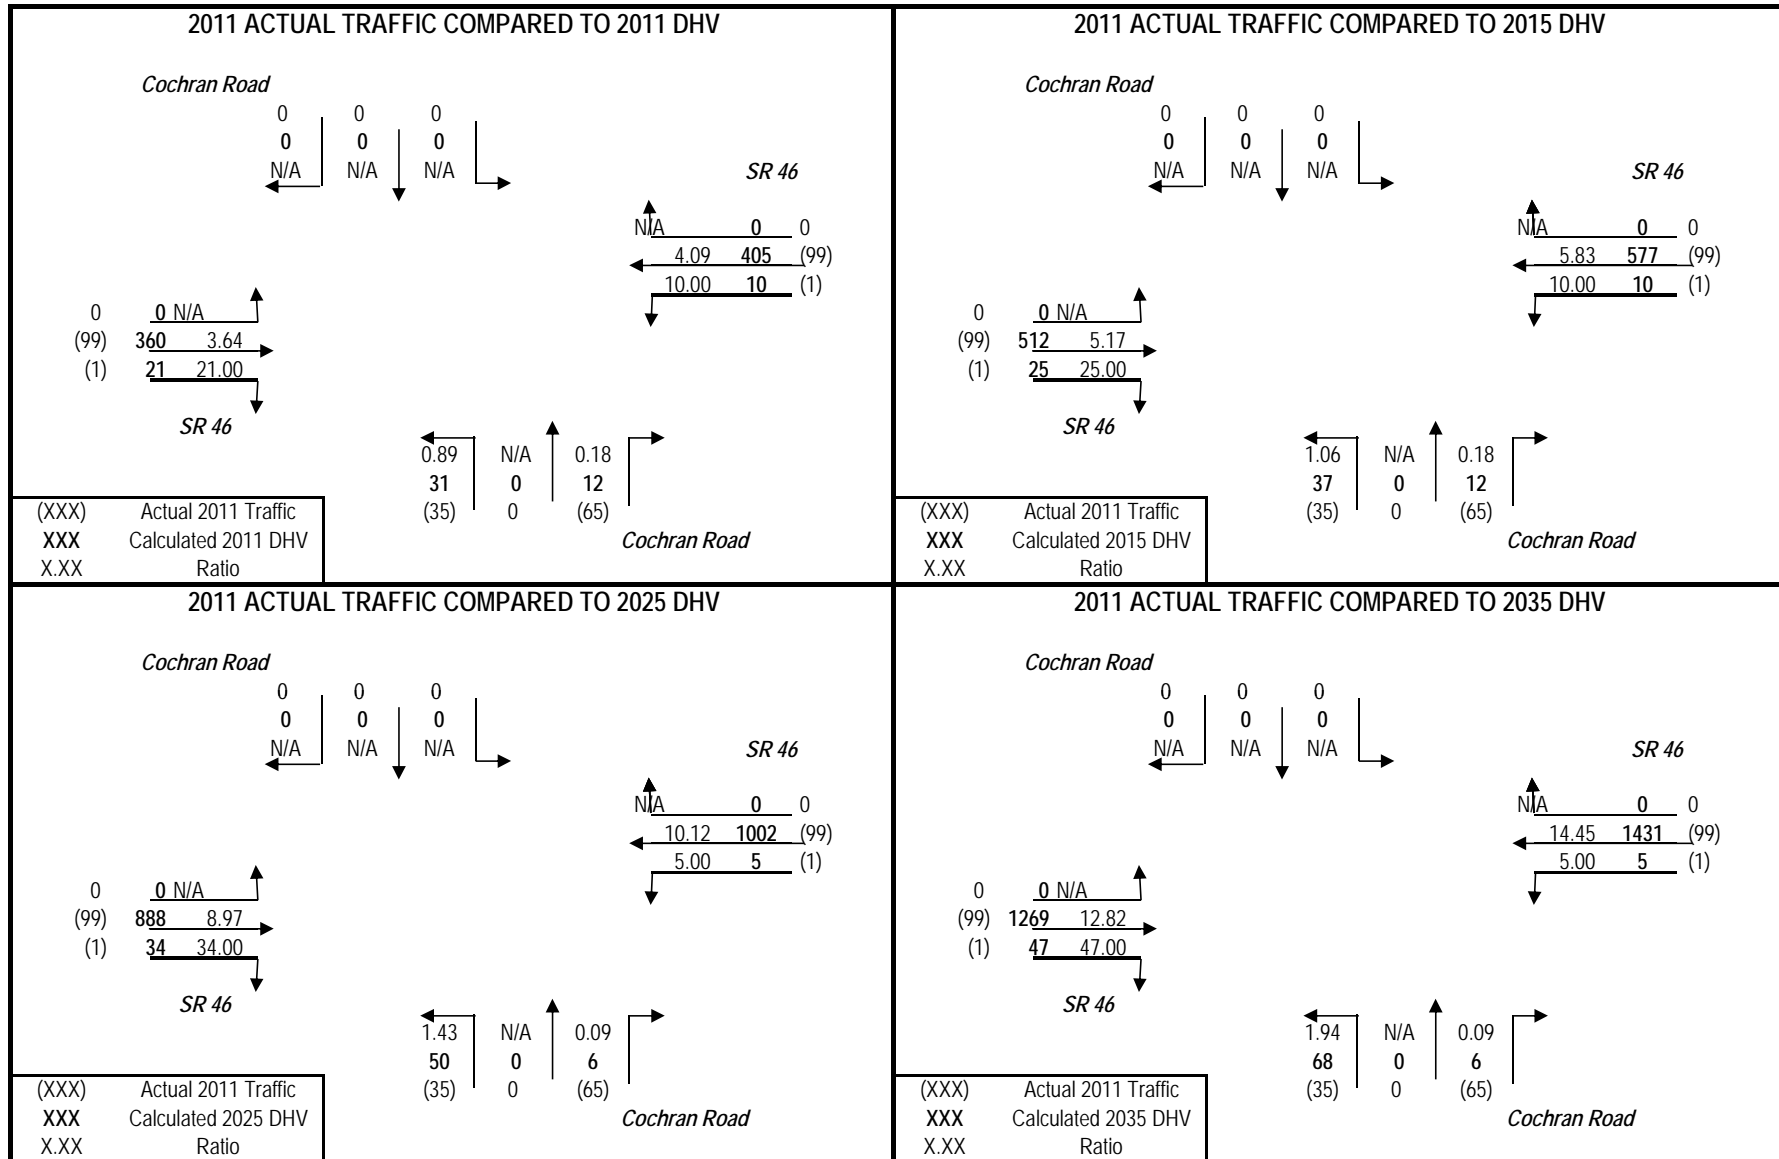 2011 ACTUAL TRAFFIC COMPARED TO 2011 DHV
Cochran Road
0 0 0
0 0 0
N/A N/A N/A
SR 46
N/A 0 0
4.09 405 (99)
10.00 10 (1)
0 0 N/A
(99) 360 3.64
(1) 21 21.00
SR 46
0.89 N/A 0.18
31 0 12
(35) 0 (65)
Cochran Road
(XXX) Actual 2011 Traffic
XXX Calculated 2011 DHV
X.XX Ratio
2011 ACTUAL TRAFFIC COMPARED TO 2015 DHV
Cochran Road
0 0 0
0 0 0
N/A N/A N/A
SR 46
N/A 0 0
5.83 577 (99)
10.00 10 (1)
0 0 N/A
(99) 512 5.17
(1) 25 25.00
SR 46
1.06 N/A 0.18
37 0 12
(35) 0 (65)
Cochran Road
(XXX) Actual 2011 Traffic
XXX Calculated 2015 DHV
X.XX Ratio
2011 ACTUAL TRAFFIC COMPARED TO 2025 DHV
Cochran Road
0 0 0
0 0 0
N/A N/A N/A
SR 46
N/A 0 0
10.12 1002 (99)
5.00 5 (1)
0 0 N/A
(99) 888 8.97
(1) 34 34.00
SR 46
1.43 N/A 0.09
50 0 6
(35) 0 (65)
Cochran Road
(XXX) Actual 2011 Traffic
XXX Calculated 2025 DHV
X.XX Ratio
2011 ACTUAL TRAFFIC COMPARED TO 2035 DHV
Cochran Road
0 0 0
0 0 0
N/A N/A N/A
SR 46
N/A 0 0
14.45 1431 (99)
5.00 5 (1)
0 0 N/A
(99) 1269 12.82
(1) 47 47.00
SR 46
1.94 N/A 0.09
68 0 6
(35) 0 (65)
Cochran Road
(XXX) Actual 2011 Traffic
XXX Calculated 2035 DHV
X.XX Ratio